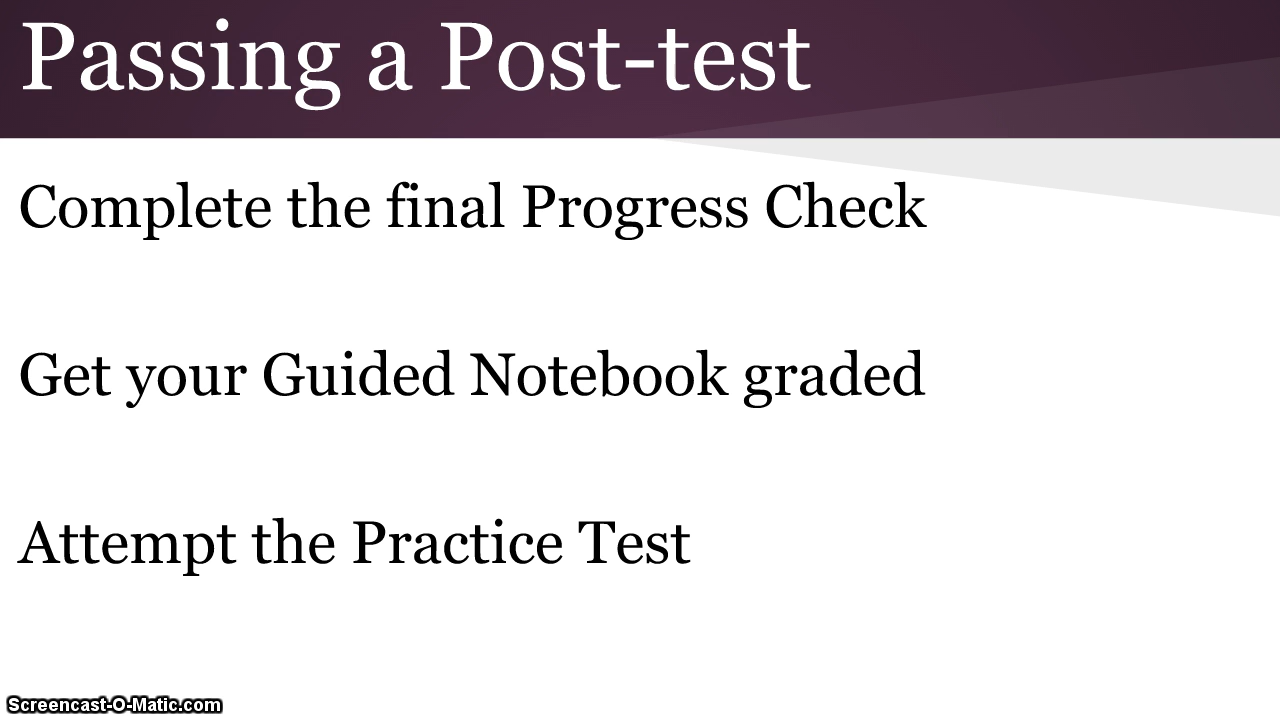 Passing a Post-test
Complete the final Progress Check
Get your Guided Notebook graded
Attempt the Practice Test
Screencast-O-Matic.com